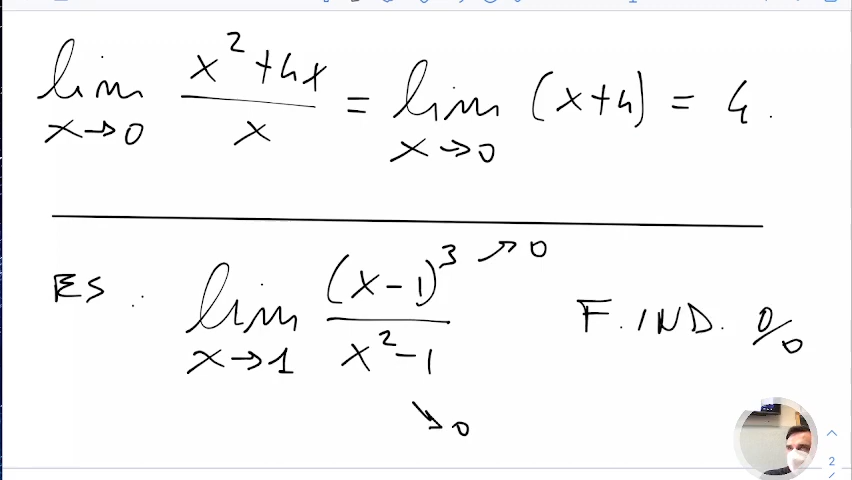 lim x→0 (x² + 4x)/x = lim x→0 (x+4) = 4.
ES. lim x→1 (x-1)³/(x²-1) ↗0 ↘0 F. IND. 0/0
2